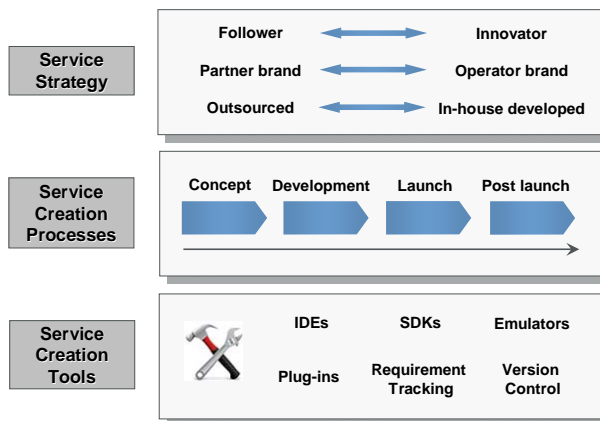 Service
Strategy
Follower
Innovator
Partner brand
Operator brand
Outsourced
In-house developed
Service
Creation
Processes
Concept
Development
Launch
Post launch
Service
Creation
Tools
IDEs
SDKs
Emulators
Plug-ins
Requirement
Tracking
Version
Control